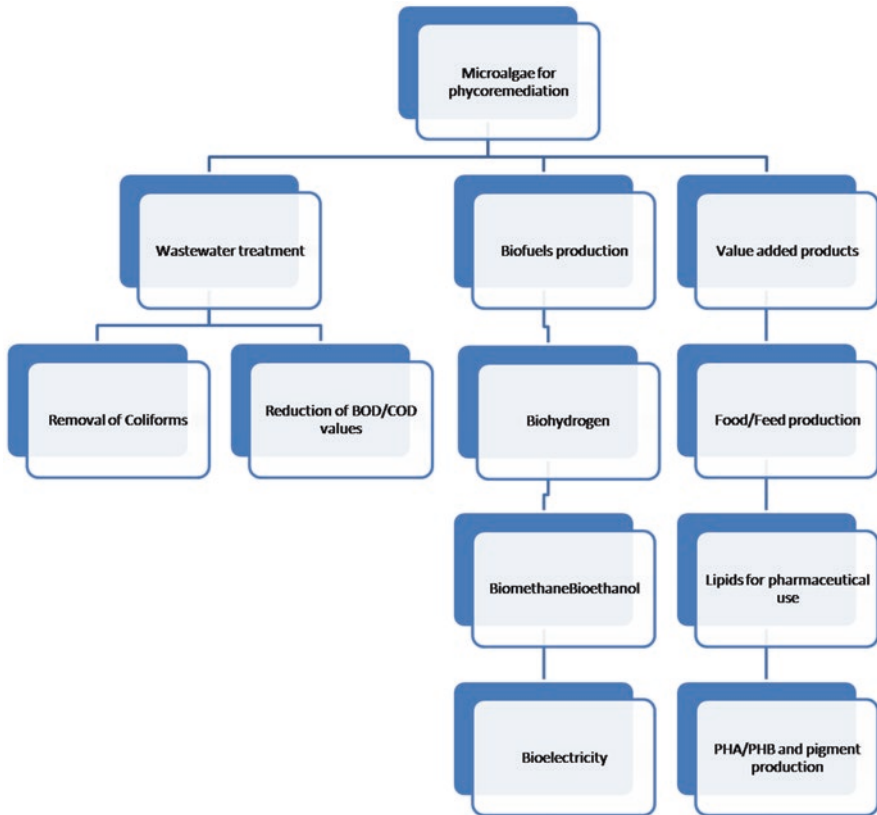 Microalgae for
phycoremediation
Wastewater treatment
Biofuels production
Value added products
Removal of Coliforms
Reduction of BOD/COD
values
Biohydrogen
Food/Feed production
BiomethaneBioethanol
Lipids for pharmaceutical
use
Bioelectricity
PHA/PHB and pigment
production